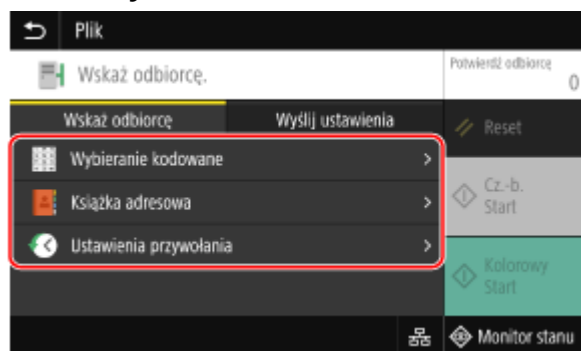 Plik
Wskaż odbiorcę.
Potwierdź odbiorcę
0
Wskaż odbiorcę
Wyślij ustawienia
Reset
Wybieranie kodowane
Książka adresowa
Cz.-b.
Start
Ustawienia przywołania
Kolorowy
Start
Monitor stanu